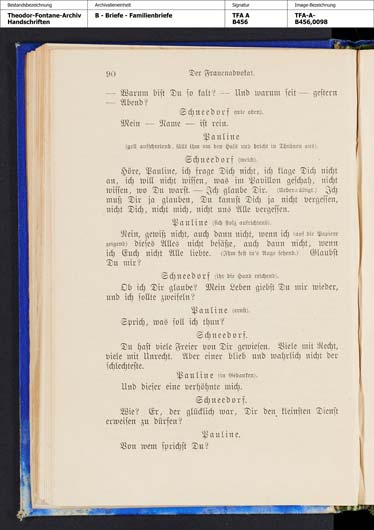 Bestandsbezeichnung
Archivalieneinheit
Signatur
Image-Bezeichnung
Theodor-Fontane-Archiv
Handschriften
B - Briefe - Familienbriefe
TFA A
B456
TFA-A-
B456,0098
90
Der Frauenadvokat.
— Warum bist Du so kalt? — Und warum seit — gestern
— Abend?
Schneedorf (wie oben).
Mein — Name — ist rein.
Pauline
(gell aufschreiend, fällt ihm um den Hals und bricht in Thränen aus).
Schneedorf (weich).
Höre, Pauline, ich frage Dich nicht, ich klage Dich nicht
an, ich will nicht wissen, was im Pavillon geschah, nicht
wissen, wo Du warst. — Ich glaube Dir. (Ueberwältigt.) Ich
muß Dir ja glauben, Du kannst Dich ja nicht vergessen,
nicht Dich, nicht mich, nicht uns Alle vergessen.
Pauline (sich stolz aufrichtend).
Nein, gewiß nicht, auch dann nicht, wenn ich (auf die Papiere
zeigend) dieses Alles nicht besäße, auch dann nicht, wenn
ich Euch nicht Alle liebte. (Ihm fest in's Auge sehend.) Glaubst
Du mir?
Schneedorf (ihr die Hand reichend).
Ob ich Dir glaube? Mein Leben giebst Du mir wieder,
und ich sollte zweifeln?
Pauline (ernst).
Sprich, was soll ich thun?
Schneedorf.
Du hast viele Freier von Dir gewiesen. Viele mit Recht,
viele mit Unrecht. Aber einer blieb und wahrlich nicht der
schlechteste.
Pauline (in Gedanken).
Und dieser eine verhöhnte mich.
Schneedorf.
Wie? Er, der glücklich war, Dir den kleinsten Dienst
erweisen zu dürfen?
Pauline.
Von wem sprichst Du?